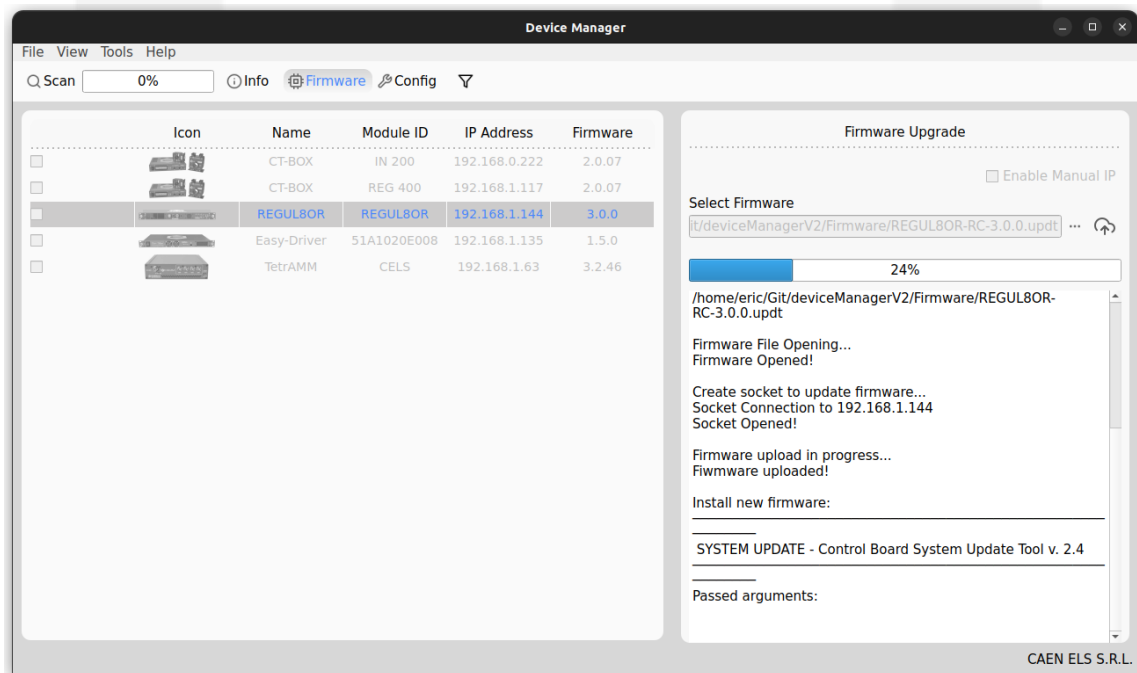 Device Manager
File View Tools Help
Scan 0% Info Firmware Config
Icon Name Module ID IP Address Firmware
CT-BOX IN 200 192.168.0.222 2.0.07
CT-BOX REG 400 192.168.1.117 2.0.07
REGUL8OR REGUL8OR 192.168.1.144 3.0.0
Easy-Driver 51A1020E008 192.168.1.135 1.5.0
TetrAMM CELS 192.168.1.63 3.2.46
Firmware Upgrade
Enable Manual IP
Select Firmware
it/deviceManagerV2/Firmware/REGUL8OR-RC-3.0.0.updt ...
24%
/home/eric/Git/deviceManagerV2/Firmware/REGUL8OR-
RC-3.0.0.updt
Firmware File Opening...
Firmware Opened!
Create socket to update firmware...
Socket Connection to 192.168.1.144
Socket Opened!
Firmware upload in progress...
Fiwmware uploaded!
Install new firmware:
SYSTEM UPDATE - Control Board System Update Tool v. 2.4
Passed arguments:
CAEN ELS S.R.L.